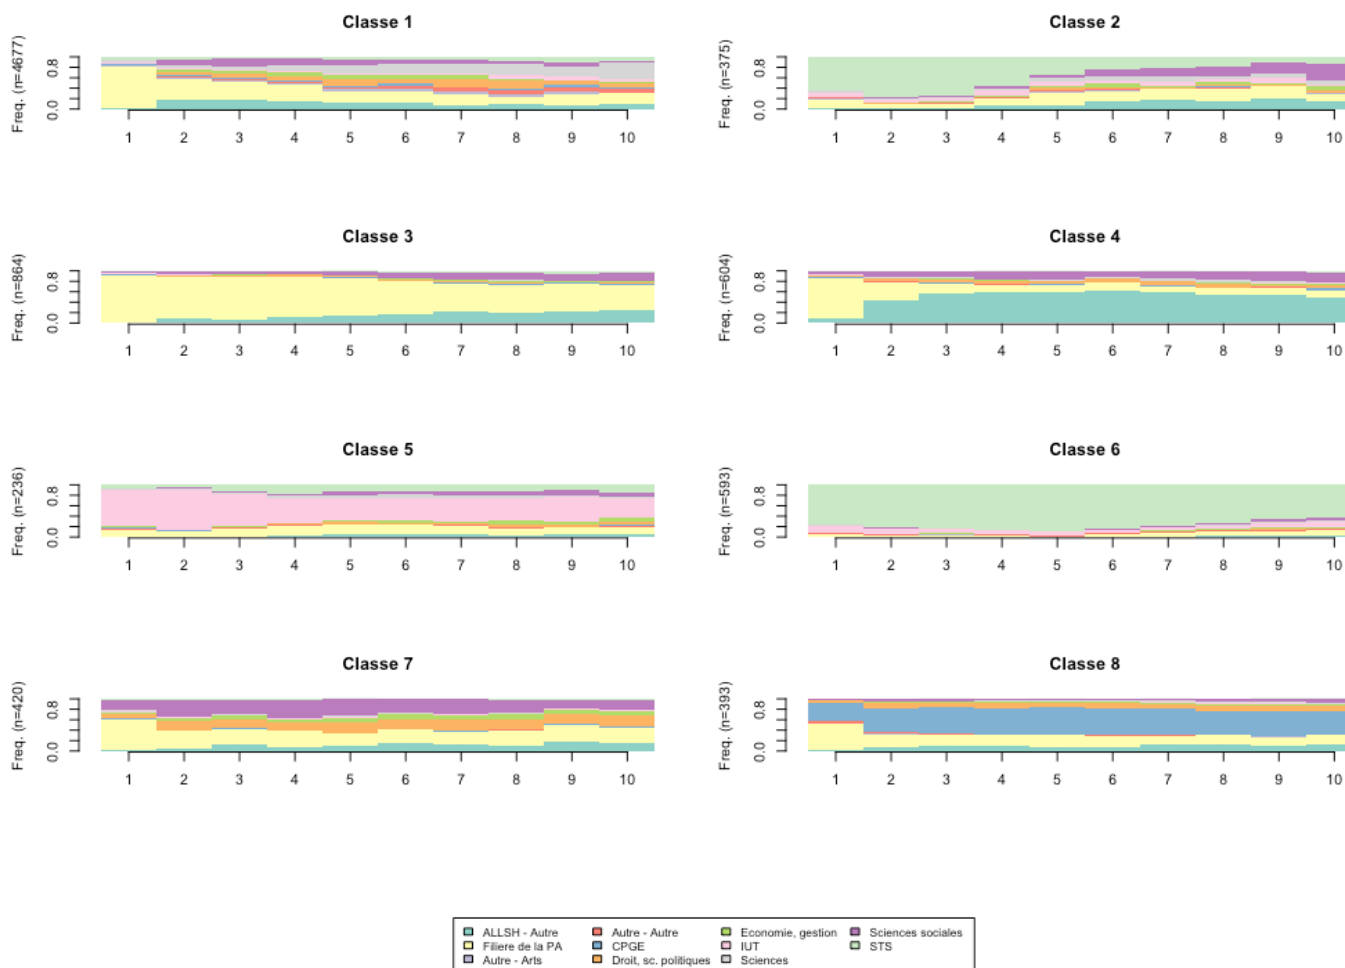 Classe 1
Freq. (n=4677)
0.0 0.8
1 2 3 4 5 6 7 8 9 10
Classe 2
Freq. (n=375)
0.0 0.8
1 2 3 4 5 6 7 8 9 10
Classe 3
Freq. (n=864)
0.0 0.8
1 2 3 4 5 6 7 8 9 10
Classe 4
Freq. (n=604)
0.0 0.8
1 2 3 4 5 6 7 8 9 10
Classe 5
Freq. (n=236)
0.0 0.8
1 2 3 4 5 6 7 8 9 10
Classe 6
Freq. (n=593)
0.0 0.8
1 2 3 4 5 6 7 8 9 10
Classe 7
Freq. (n=420)
0.0 0.8
1 2 3 4 5 6 7 8 9 10
Classe 8
Freq. (n=393)
0.0 0.8
1 2 3 4 5 6 7 8 9 10
ALLSH - Autre
Filiere de la PA
Autre - Arts
Autre - Autre
CPGE
Droit, sc. politiques
Economie, gestion
IUT
Sciences
Sciences sociales
STS